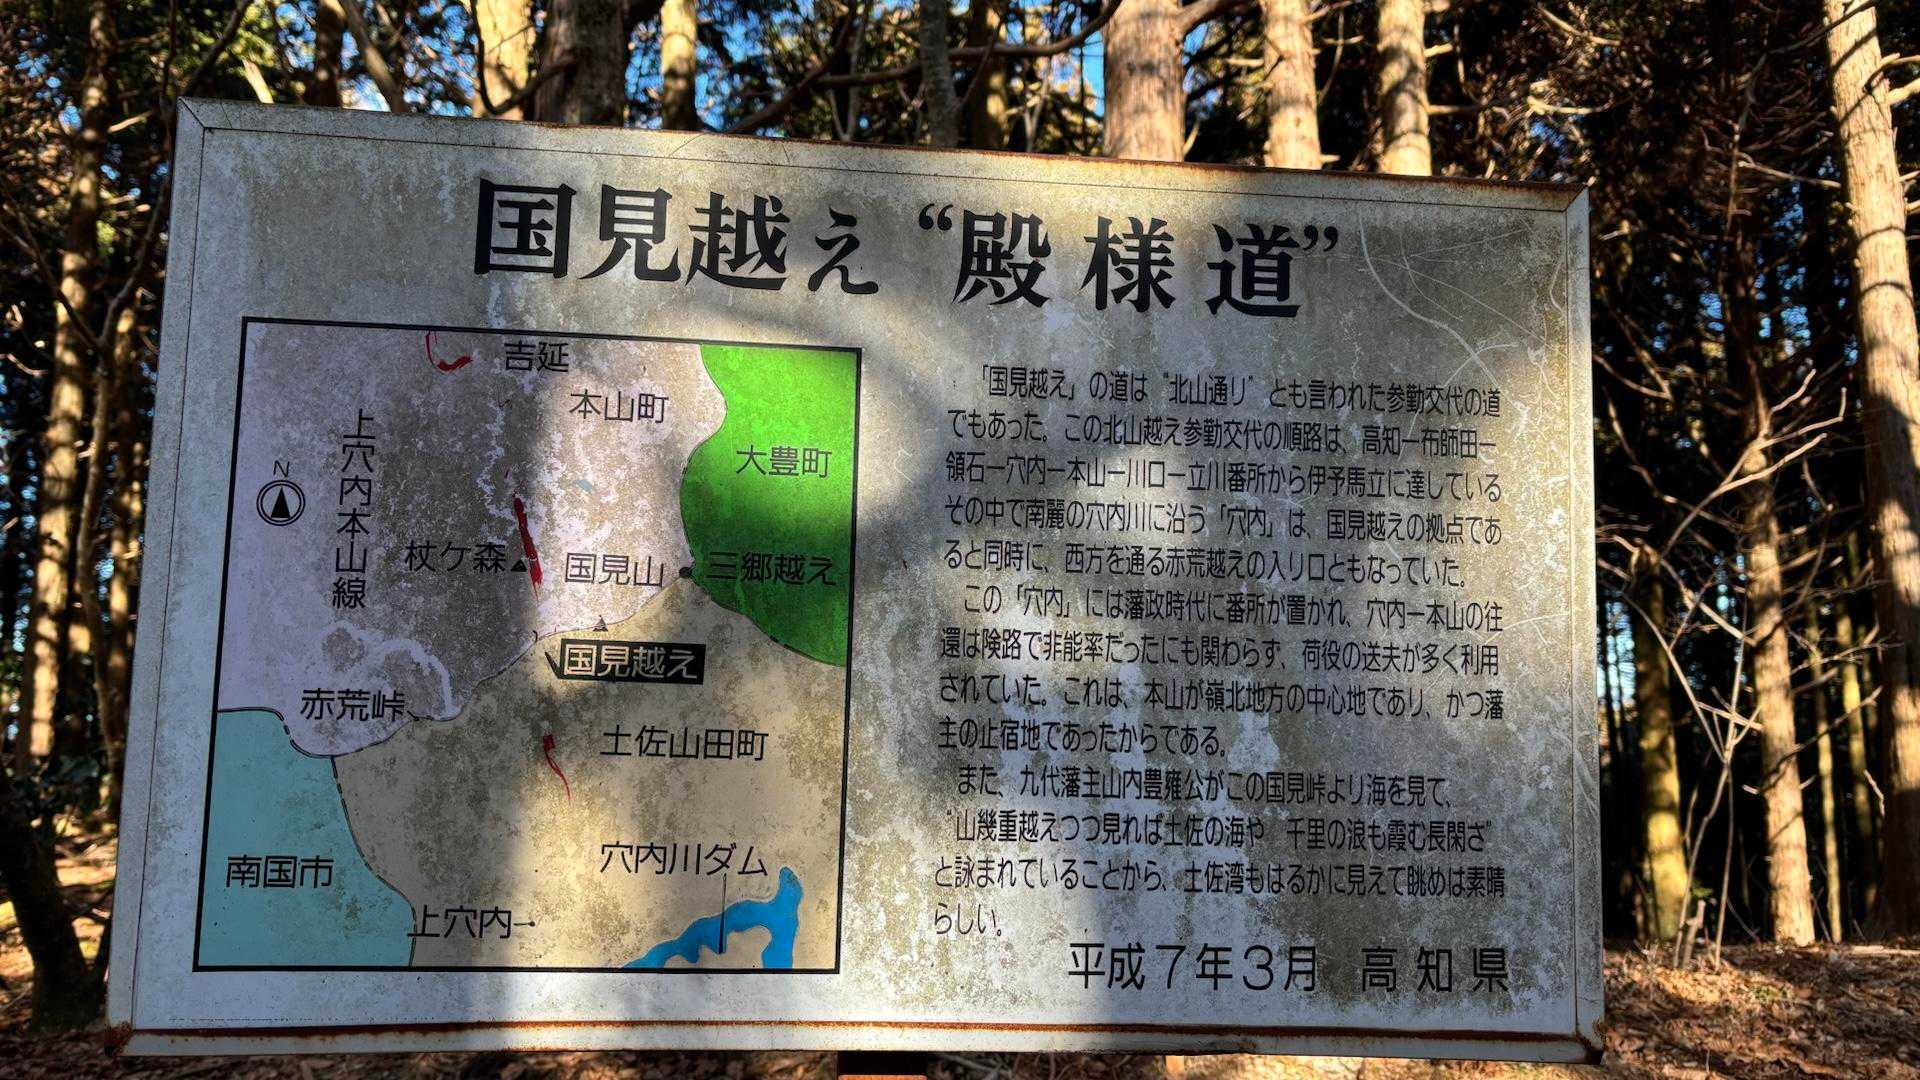 国見越え“殿様道”
吉延
本山町
大豊町
上穴内本山線
N
杖ケ森
国見山
三郷越え
国見越え
赤荒峠
土佐山田町
南国市
穴内川ダム
上穴内
「国見越え」の道は“北山通り”とも言われた参勤交代の道
でもあった。この北山越え参勤交代の順路は、高知ー布師田ー
領石ー穴内ー本山ー川口ー立川番所から伊予馬立に達している
その中で南麗の穴内川に沿う「穴内」は、国見越えの拠点であ
ると同時に、西方を通る赤荒越えの入り口ともなっていた。
この「穴内」には藩政時代に番所が置かれ、穴内ー本山の往
還は険路で非能率だったにも関わらず、荷役の送夫が多く利用
されていた。これは、本山が嶺北地方の中心地であり、かつ藩
主の止宿地であったからである。
また、九代藩主山内豊雍公がこの国見峠より海を見て、
“山幾重越えつつ見れば土佐の海や　千里の浪も霞む長閑さ”
と詠まれていることから、土佐湾もはるかに見えて眺めは素晴
らしい。
平成7年3月　高知県